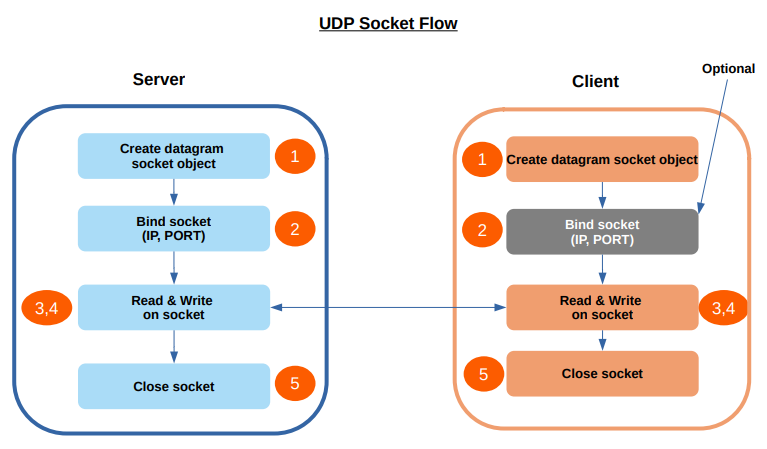 UDP Socket Flow
Server
Client
Optional
Create datagram
socket object
1
Bind socket
(IP, PORT)
2
3,4
Read & Write
on socket
Close socket
5
1
Create datagram socket object
2
Bind socket
(IP, PORT)
Read & Write
on socket
3,4
5
Close socket